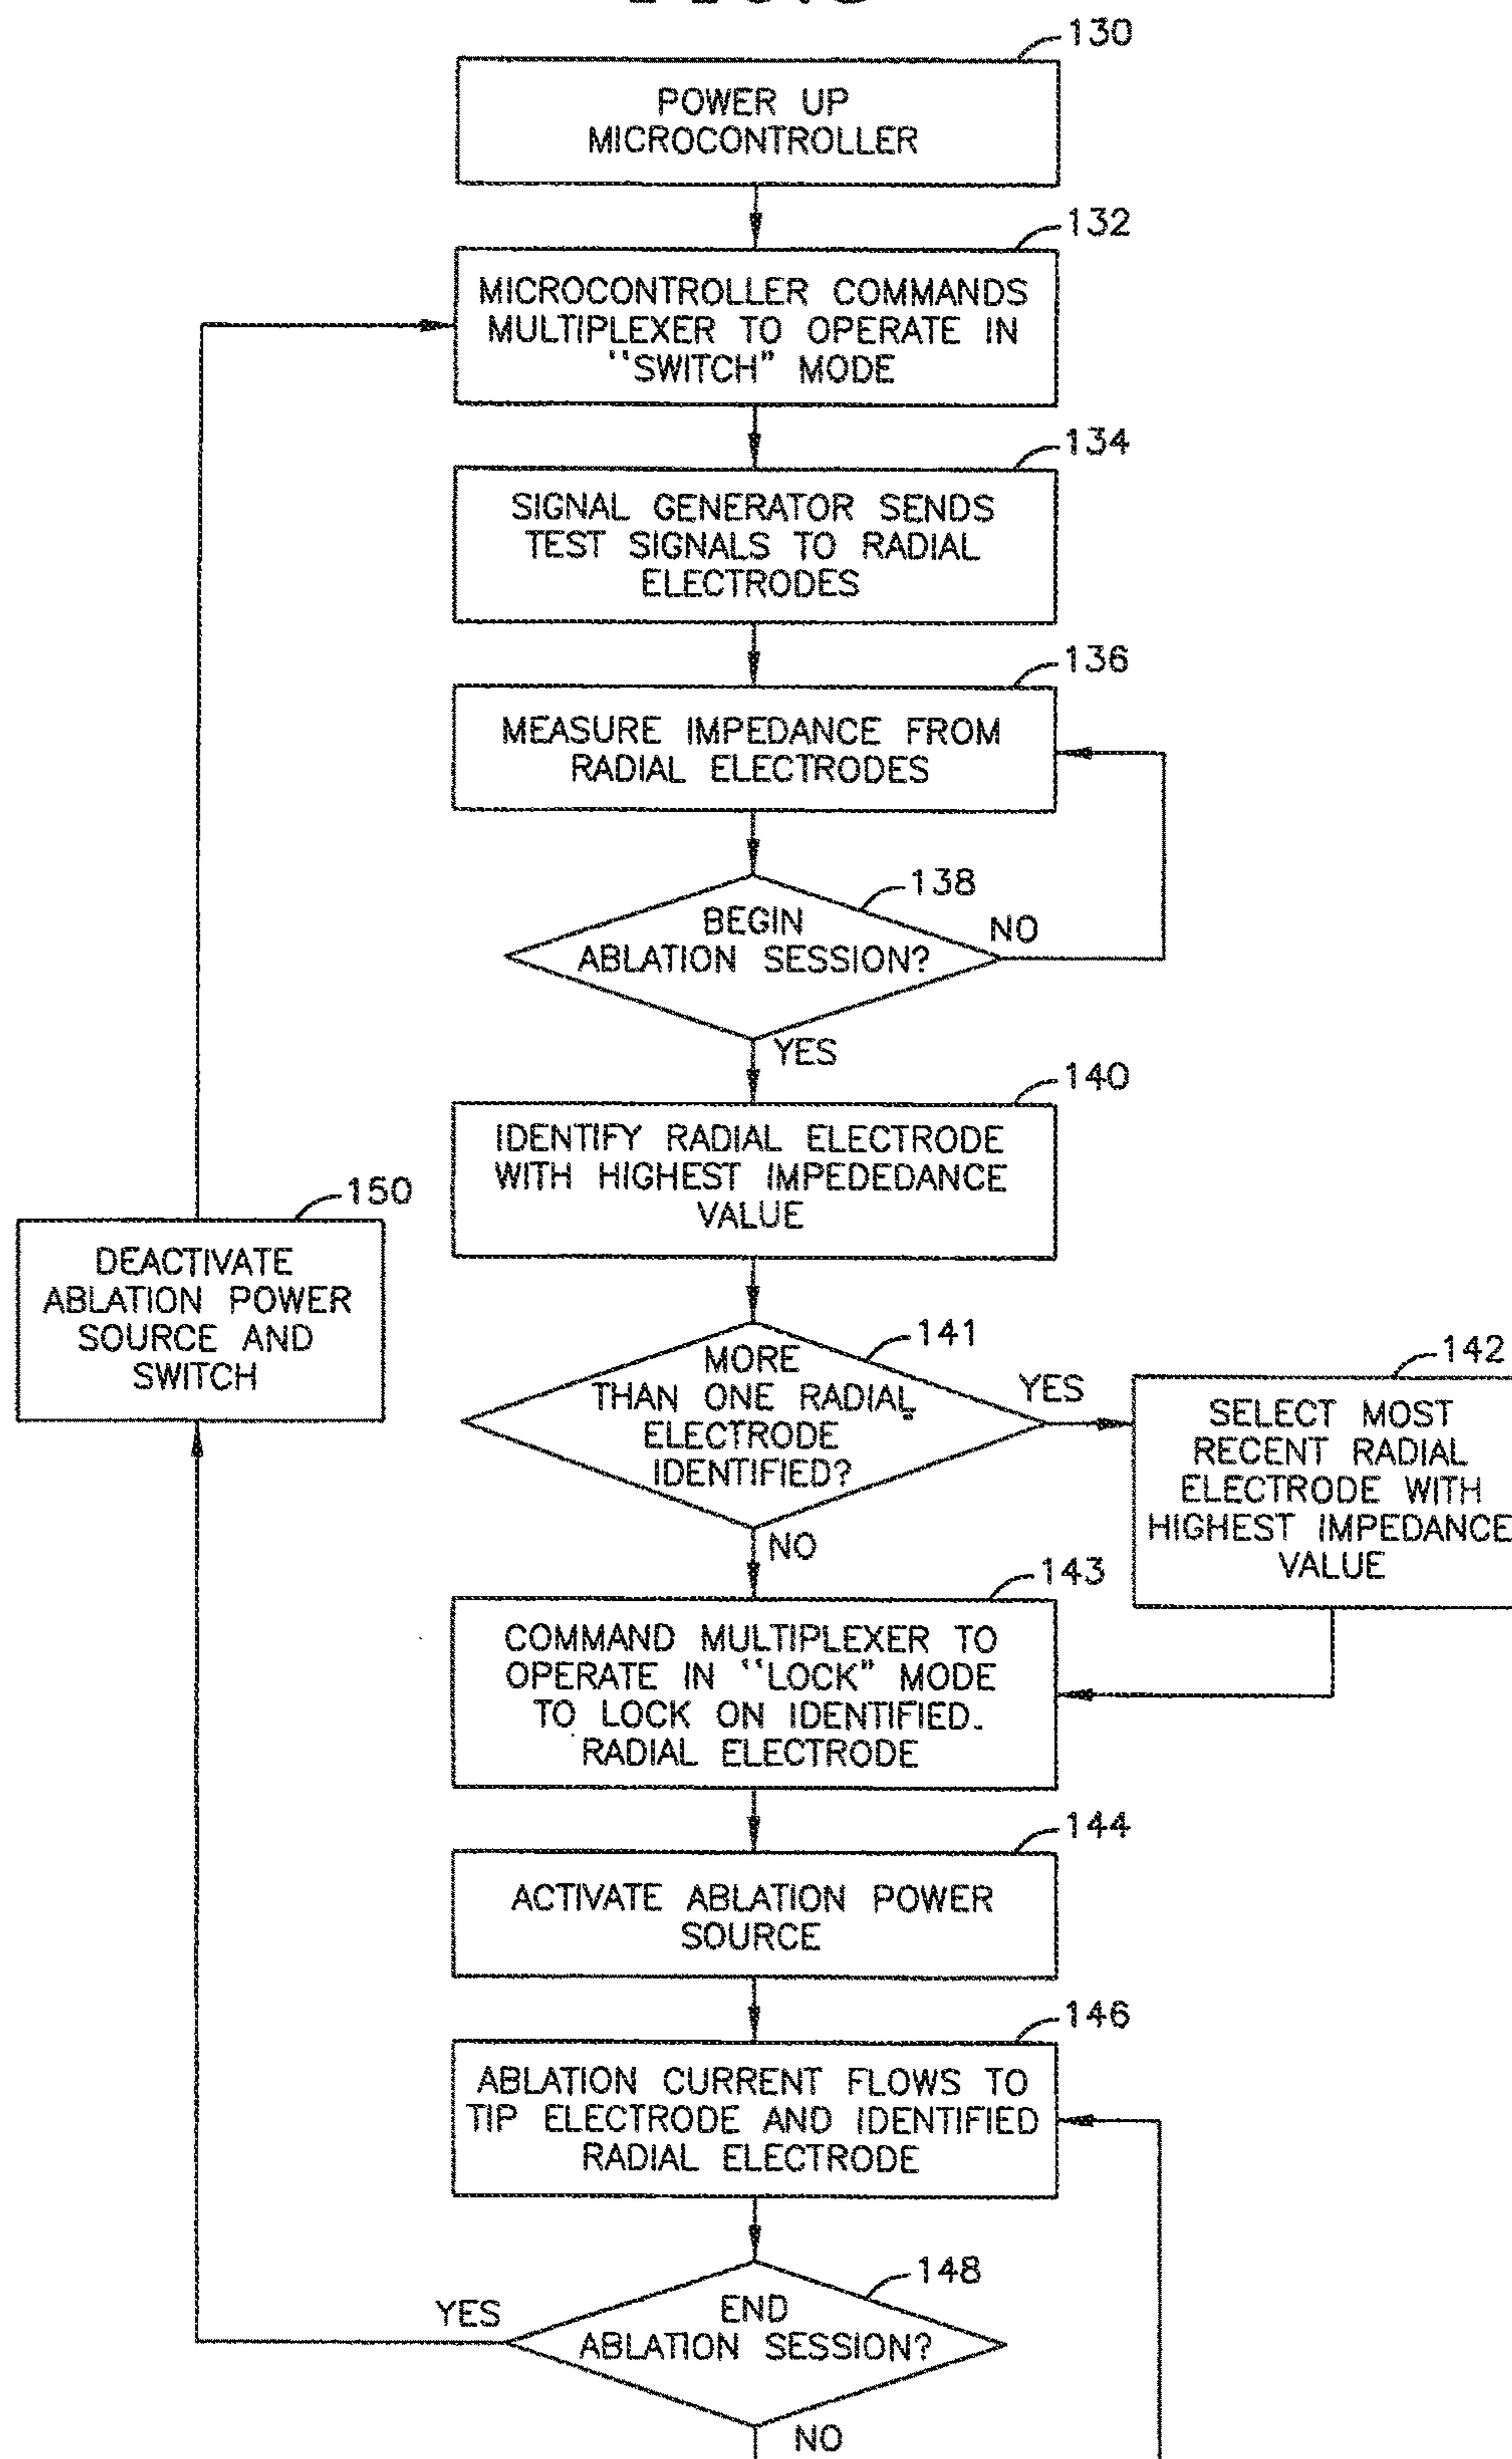 130
POWER UP
MICROCONTROLLER
132
MICROCONTROLLER COMMANDS
MULTIPLEXER TO OPERATE IN
"SWITCH" MODE
134
SIGNAL GENERATOR SENDS
TEST SIGNALS TO RADIAL
ELECTRODES
136
MEASURE IMPEDANCE FROM
RADIAL ELECTRODES
138
BEGIN
ABLATION SESSION?
NO
YES
140
IDENTIFY RADIAL ELECTRODE
WITH HIGHEST IMPEDEDANCE
VALUE
150
DEACTIVATE
ABLATION POWER
SOURCE AND
SWITCH
141
MORE
THAN ONE RADIAL
ELECTRODE
IDENTIFIED?
YES
142
SELECT MOST
RECENT RADIAL
ELECTRODE WITH
HIGHEST IMPEDANCE
VALUE
NO
143
COMMAND MULTIPLEXER TO
OPERATE IN "LOCK" MODE
TO LOCK ON IDENTIFIED
RADIAL ELECTRODE
144
ACTIVATE ABLATION POWER
SOURCE
146
ABLATION CURRENT FLOWS TO
TIP ELECTRODE AND IDENTIFIED
RADIAL ELECTRODE
148
END
ABLATION SESSION?
YES
NO